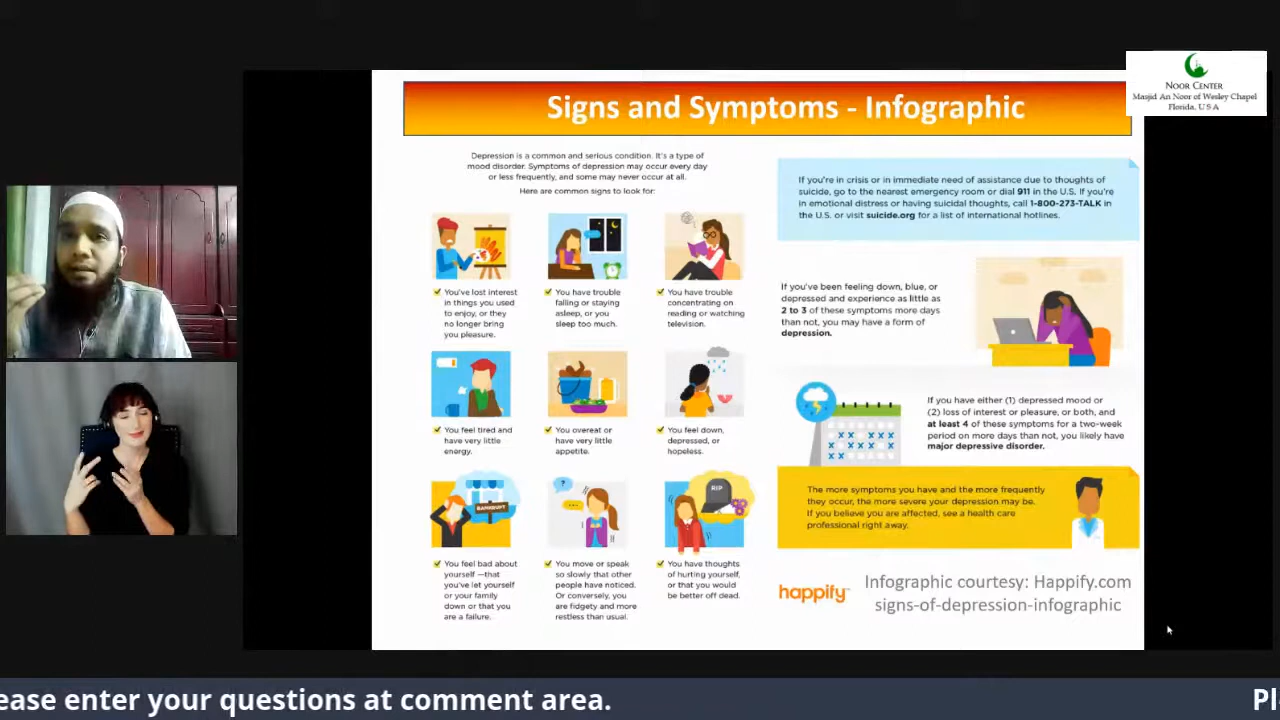 NOOR CENTER
Masjid An Noor of Wesley Chapel
Florida, U S A
Signs and Symptoms - Infographic
Depression is a common and serious condition. It's a type of
mood disorder. Symptoms of depression may occur every day
or less frequently, and some may never occur at all.
Here are common signs to look for:
You've lost interest
in things you used
to enjoy, or they
no longer bring
you pleasure.
You have trouble
falling or staying
asleep, or you
sleep too much.
You have trouble
concentrating on
reading or watching
television.
You feel tired and
have very little
energy.
You overeat or
have very little
appetite.
You feel down,
depressed, or
hopeless.
BANKRUPT
?
RIP
You feel bad about
yourself —that
you've let yourself
or your family
down or that you
are a failure.
You move or speak
so slowly that other
people have noticed.
Or conversely, you
are fidgety and more
restless than usual.
You have thoughts
of hurting yourself,
or that you would
be better off dead.
If you're in crisis or in immediate need of assistance due to thoughts of
suicide, go to the nearest emergency room or dial 911 in the U.S. If you're
in emotional distress or having suicidal thoughts, call 1-800-273-TALK in
the U.S. or visit suicide.org for a list of international hotlines.
If you've been feeling down, blue, or
depressed and experience as little as
2 to 3 of these symptoms more days
than not, you may have a form of
depression.
If you have either (1) depressed mood or
(2) loss of interest or pleasure, or both, and
at least 4 of these symptoms for a two-week
period on more days than not, you likely have
major depressive disorder.
The more symptoms you have and the more frequently
they occur, the more severe your depression may be.
If you believe you are affected, see a health care
professional right away.
happify
Infographic courtesy: Happify.com
signs-of-depression-infographic
ease enter your questions at comment area.
Pl